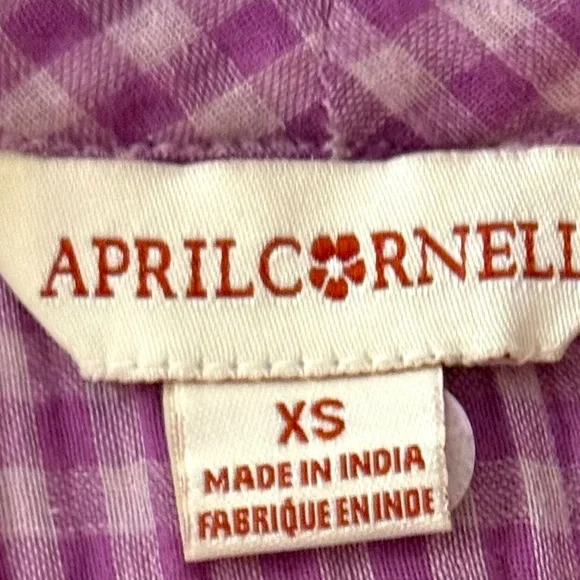 APRILCORNELL
XS
MADE IN INDIA
FABRIQUE EN INDE